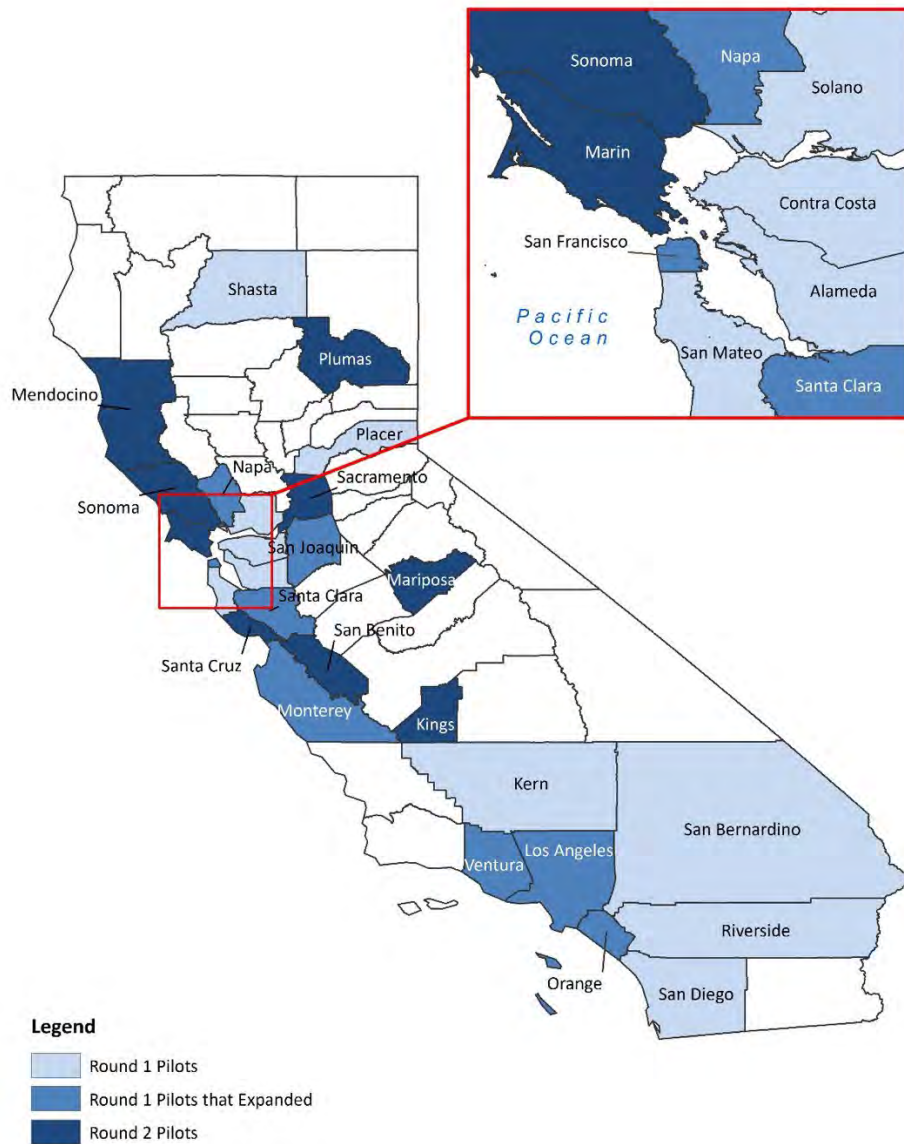 Sonoma
Napa
Solano
Marin
Contra Costa
San Francisco
Alameda
Pacific
Ocean
San Mateo
Santa Clara
Shasta
Plumas
Mendocino
Placer
Napa
Sacramento
Sonoma
San Joaquin
Mariposa
Santa Clara
San Benito
Santa Cruz
Monterey
Kings
Kern
San Bernardino
Los Angeles
Ventura
Riverside
Orange
San Diego
Legend
Round 1 Pilots
Round 1 Pilots that Expanded
Round 2 Pilots